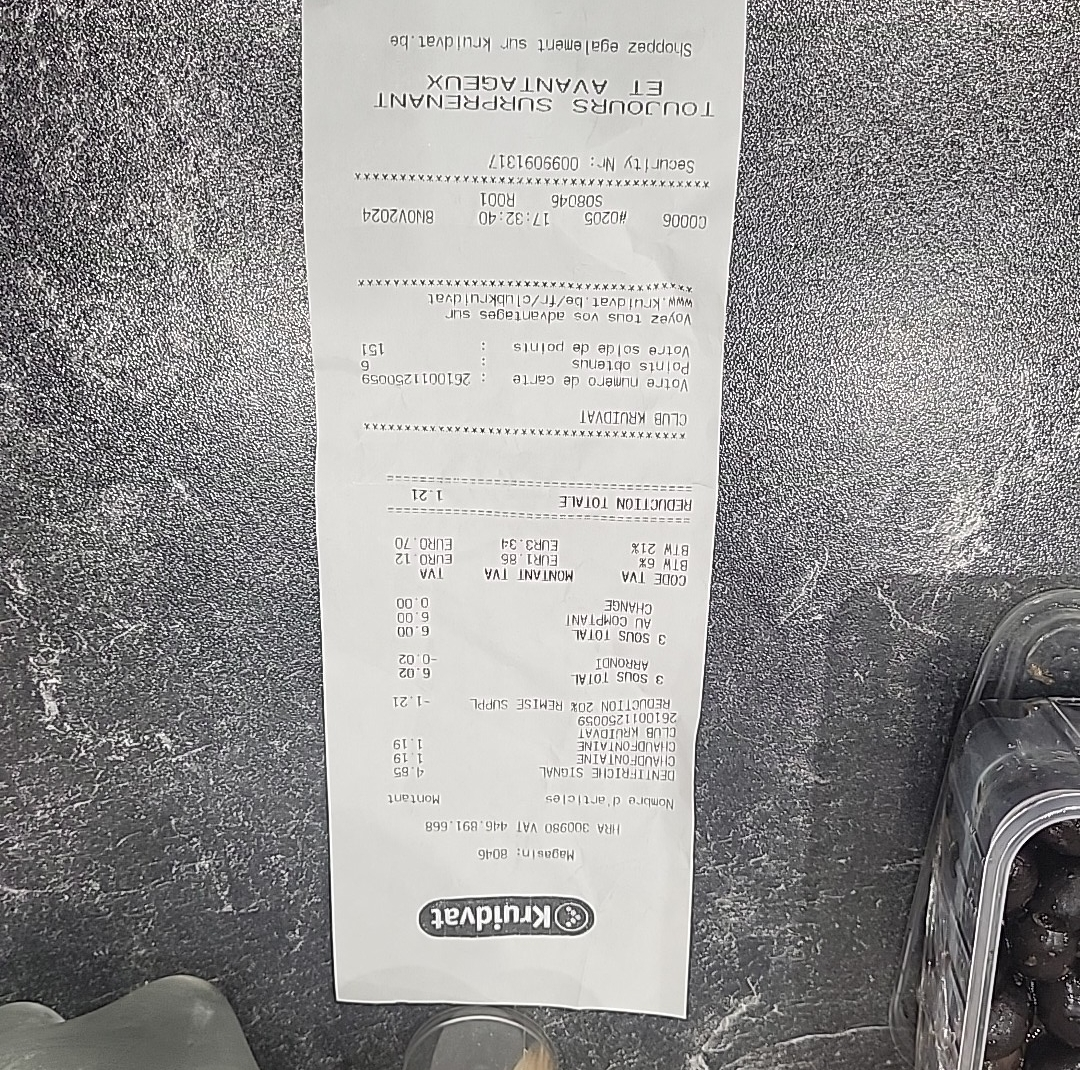 Kruidvat
Magasin: 8046
HRA 300980 VAT 446.891.668
Nombre d'articles Montant
DENTIFRICHE SIGNAL 4.85
CHAUDFONTAINE 1.19
CHAUDFONTAINE 1.19
CLUB KRUIDVAT
2610011250059
REDUCTION 20% REMISE SUPPL -1.21
3 SOUS TOTAL 6.02
ARRONDI -0.02
3 SOUS TOTAL 6.00
AU COMPTANT 6.00
CHANGE 0.00
CODE TVA MONTANT TVA TVA
BTW 6% EUR1.86 EUR0.12
BTW 21% EUR3.34 EUR0.70
====================================
REDUCTION TOTALE 1.21
====================================
****************************************
CLUB KRUIDVAT
Votre numero de carte : 2610011250059
Points obtenus : 6
Votre solde de points : 151
Voyez tous vos advantages sur
www.kruidvat.be/fr/clubkruidvat
****************************************
C0006 #0205 17:32:40 8NOV2024
S08046 R001
****************************************
Security Nr: 0099091317
TOUJOURS SURPRENANT
ET AVANTAGEUX
Shoppez egalement sur kruidvat.be